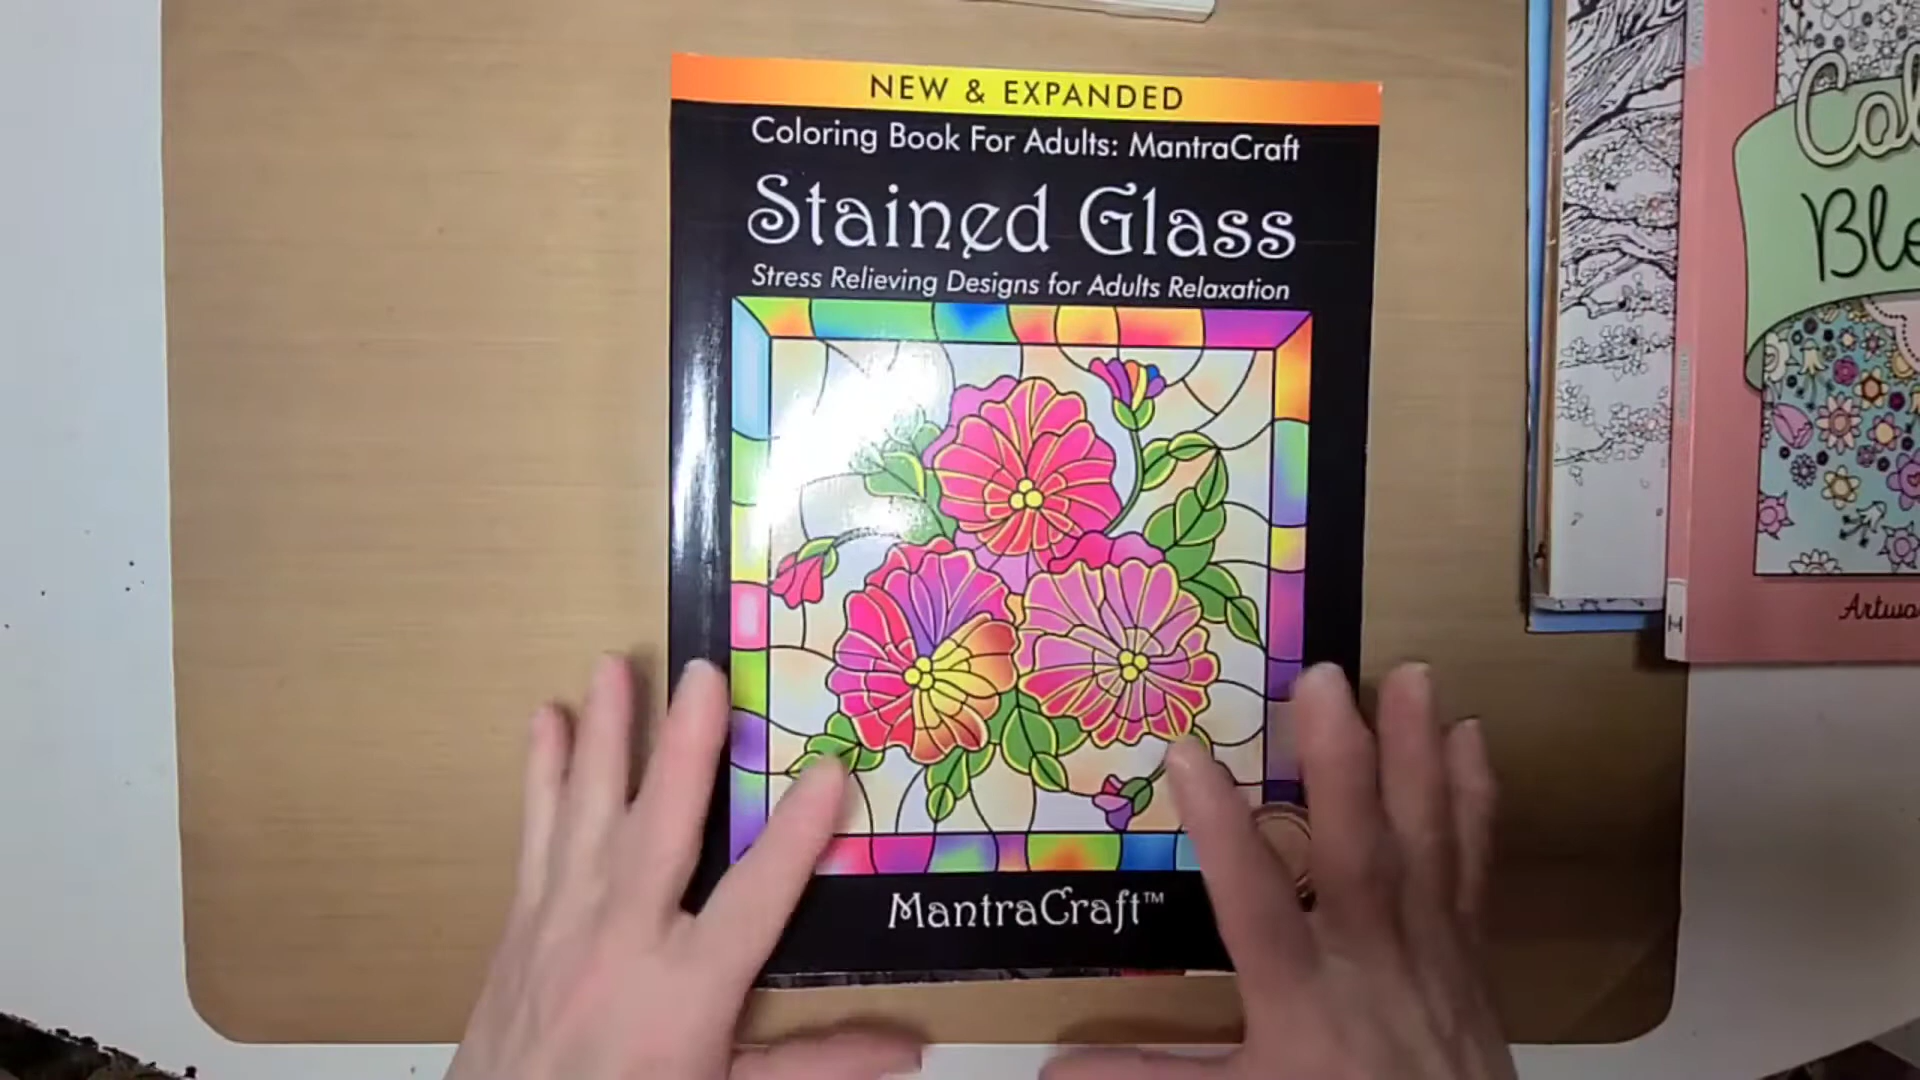 NEW & EXPANDED
Coloring Book For Adults: MantraCraft
Stained Glass
Stress Relieving Designs for Adults Relaxation
MantraCraft™